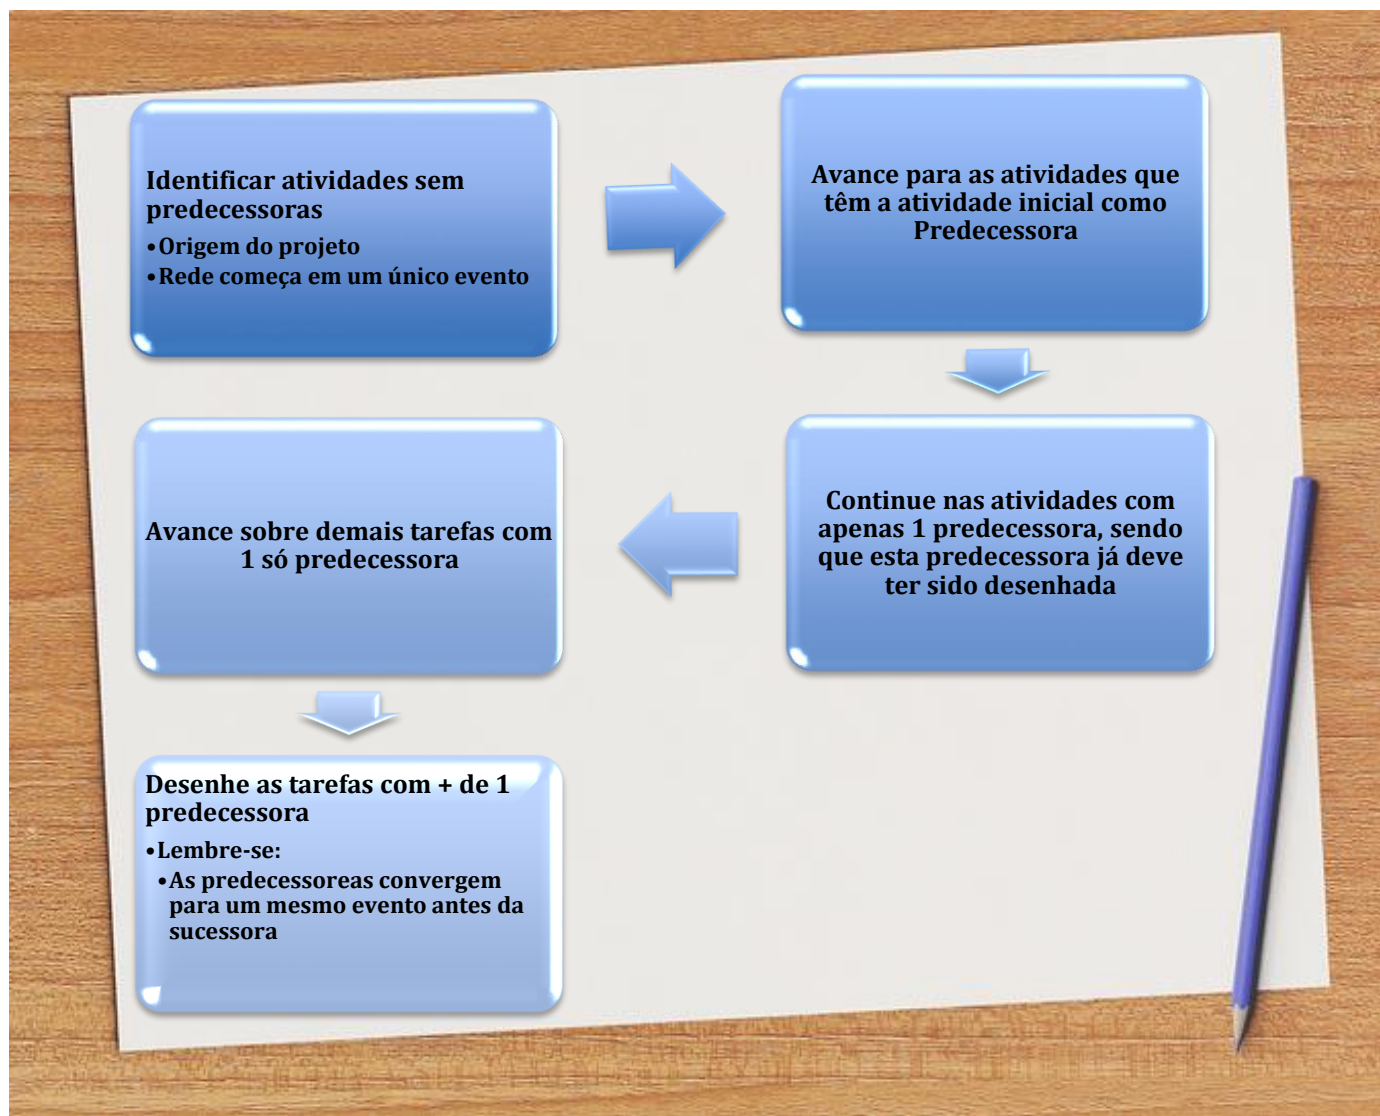 Identificar atividades sem
predecessoras
•Origem do projeto
•Rede começa em um único evento
Avance para as atividades que
têm a atividade inicial como
Predecessora
Continue nas atividades com
apenas 1 predecessora, sendo
que esta predecessora já deve
ter sido desenhada
Avance sobre demais tarefas com
1 só predecessora
Desenhe as tarefas com + de 1
predecessora
•Lembre-se:
•As predecessoreas convergem
para um mesmo evento antes da
sucessora